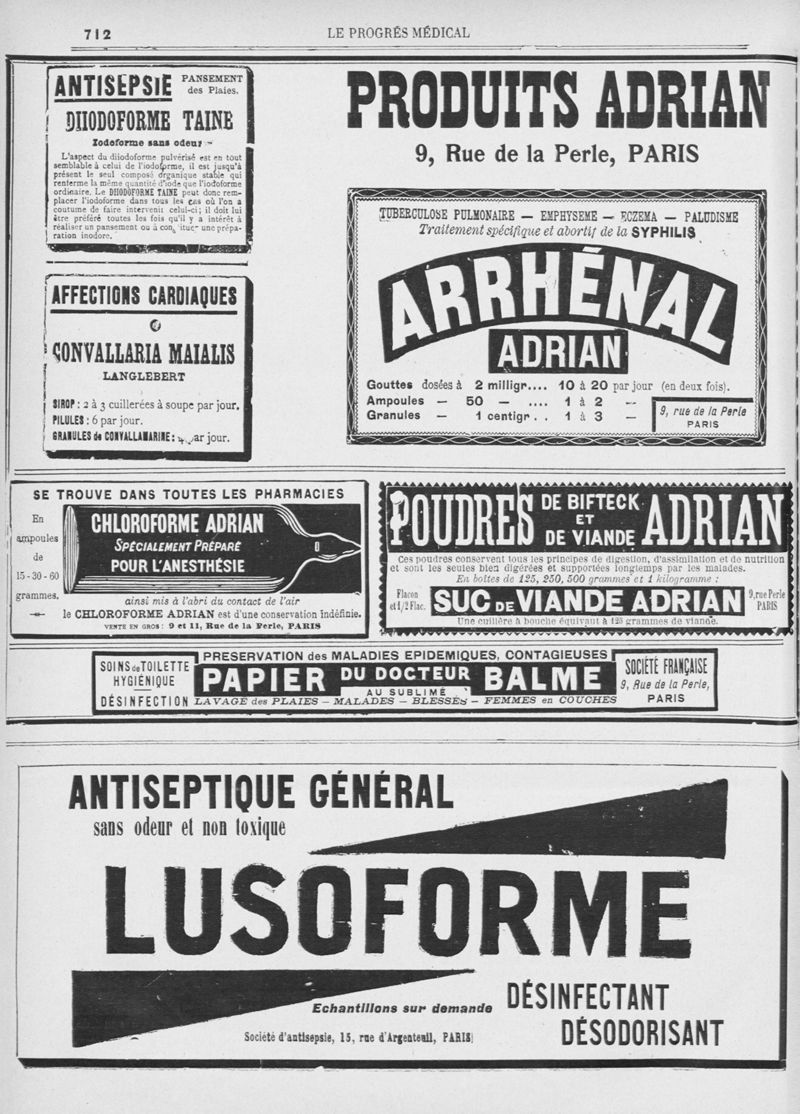 712
LE PROGRÉS MÉDICAL
ANTISEPSIE PANSEMENT
des Plaies.
DIIODOFORME TAINE
Iodoforme sans odeur
L'aspect du diiodoforme pulvérisé est en tout
semblable à celui de l'iodoforme, il est jusqu'à
présent le seul composé organique stable qui
renferme la même quantité d'iode que l'iodoforme
ordinaire. Le DIIODOFORME TAINE peut donc rem-
placer l'iodoforme dans tous les cas où l'on a
coutume de faire intervenir celui-ci; il doit lui
être préféré toutes les fois qu'il y a intérêt à
réaliser un pansement ou à une prépa-
ration inodore.
AFFECTIONS CARDIAQUES
CONVALLARIA MAIALIS
LANGLEBERT
SIROP : 2 à 3 cuillerées à soupe par jour.
PILULES : 6 par jour.
GRANULES de CONVALLAMARINE : 4 par jour.
PRODUITS ADRIAN
9, Rue de la Perle, PARIS
TUBERCULOSE PULMONAIRE — EMPHYSEME — ECZEMA — PALUDISME
Traitement spécifique et abortif de la SYPHILIS
ARRHÉNAL
ADRIAN
Gouttes dosées à 2 milligr.... 10 à 20 par jour (en deux fois).
Ampoules — 50 — .... 1 à 2 —
Granules — 1 centigr . . 1 à 3 —
9, rue de la Perle
PARIS
SE TROUVE DANS TOUTES LES PHARMACIES
En
ampoules
de
15-30-60
grammes.
CHLOROFORME ADRIAN
SPÉCIALEMENT PRÉPARÉ
POUR L'ANESTHÉSIE
ainsi mis à l'abri du contact de l'air
le CHLOROFORME ADRIAN est d'une conservation Indéfinie.
VENTE EN GROS : 9 et 11, Rue de la Perle, PARIS
POUDRES DE BIFTECK
ET
DE VIANDE ADRIAN
Ces poudres conservent tous les principes de digestion, d'assimilation et de nutrition
et sont les seules bien digérées et supportées longtemps par les malades.
En boîtes de 125, 250, 500 grammes et 1 kilogramme :
Flacon
et 1/2 Flac.
SUC DE VIANDE ADRIAN
9, rue Perle
PARIS
Une cuillère à bouche équivaut à 125 grammes de viande.
SOINS de TOILETTE
HYGIÉNIQUE
DÉSINFECTION
PRESERVATION des MALADIES EPIDEMIQUES, CONTAGIEUSES
PAPIER DU DOCTEUR BALME
AU SUBLIMÉ
LAVAGE des PLAIES — MALADES — BLESSÉS — FEMMES en COUCHES
SOCIÉTÉ FRANÇAISE
9, Rue de la Perle,
PARIS
ANTISEPTIQUE GÉNÉRAL
sans odeur et non toxique
LUSOFORME
Echantillons sur demande
DÉSINFECTANT
DÉSODORISANT
Société d'antisepsie, 15, rue d'Argenteuil, PARIS